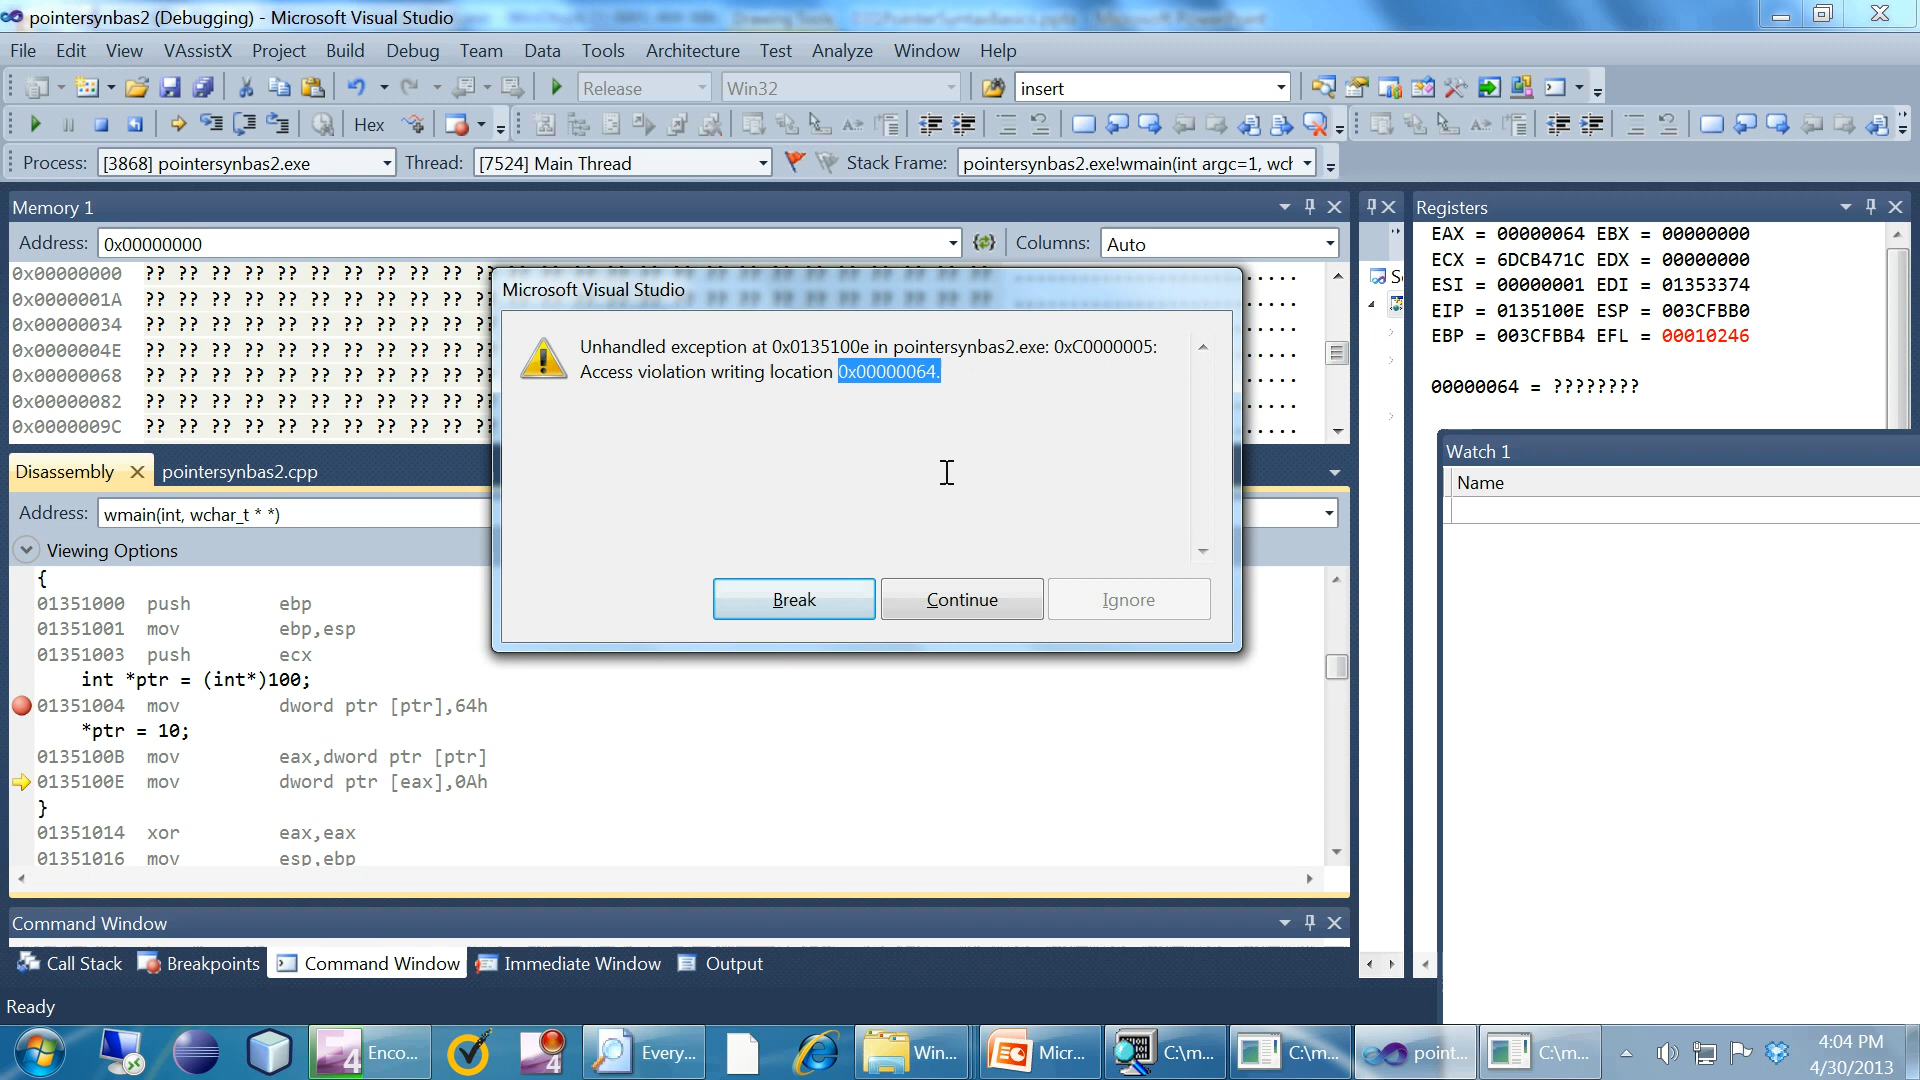 pointersynbas2 (Debugging) - Microsoft Visual Studio
File Edit View VAssistX Project Build Debug Team Data Tools Architecture Test Analyze Window Help
Release Win32 insert
Hex
Process: [3868] pointersynbas2.exe Thread: [7524] Main Thread Stack Frame: pointersynbas2.exe!wmain(int argc=1, wch
Memory 1
Address: 0x00000000 Columns: Auto
0x00000000 ?? ?? ?? ?? ?? ?? ?? ?? ?? ?? ??
0x0000001A ?? ?? ?? ?? ?? ?? ?? ?? ?? ?? ??
0x00000034 ?? ?? ?? ?? ?? ?? ?? ?? ?? ?? ??
0x0000004E ?? ?? ?? ?? ?? ?? ?? ?? ?? ?? ??
0x00000068 ?? ?? ?? ?? ?? ?? ?? ?? ?? ?? ??
0x00000082 ?? ?? ?? ?? ?? ?? ?? ?? ?? ?? ??
0x0000009C ?? ?? ?? ?? ?? ?? ?? ?? ?? ?? ??
Registers
EAX = 00000064 EBX = 00000000
ECX = 6DCB471C EDX = 00000000
ESI = 00000001 EDI = 01353374
EIP = 0135100E ESP = 003CFBB0
EBP = 003CFBB4 EFL = 00010246
00000064 = ????????
Watch 1
Name
Microsoft Visual Studio
Unhandled exception at 0x0135100e in pointersynbas2.exe: 0xC0000005:
Access violation writing location 0x00000064.
Break Continue Ignore
Disassembly pointersynbas2.cpp
Address: wmain(int, wchar_t * *)
Viewing Options
{
01351000 push ebp
01351001 mov ebp,esp
01351003 push ecx
int *ptr = (int*)100;
01351004 mov dword ptr [ptr],64h
*ptr = 10;
0135100B mov eax,dword ptr [ptr]
0135100E mov dword ptr [eax],0Ah
}
01351014 xor eax,eax
01351016 mov esp,ebp
Command Window
Call Stack Breakpoints Command Window Immediate Window Output
Ready
Enco... Every... Win... Micr... C:\m... C:\m... point... C:\m...
4:04 PM
4/30/2013